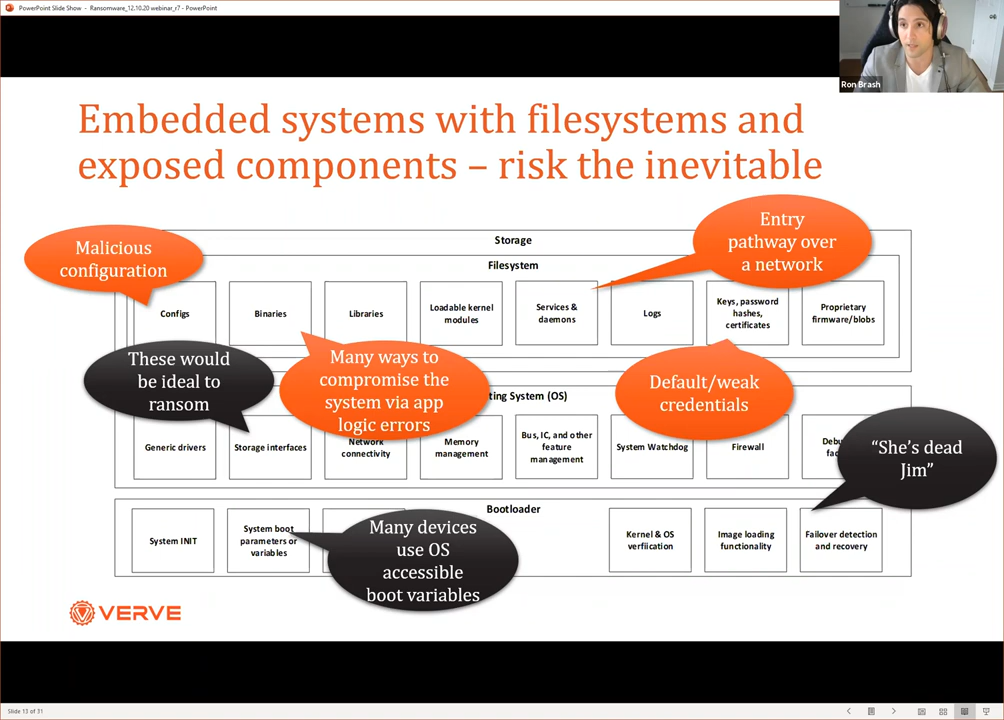 PowerPoint Slide Show - Ransomware_12.10.20 webinar_r7 - PowerPoint
Ron Brash
Embedded systems with filesystems and
exposed components – risk the inevitable
Storage
Filesystem
Malicious
configuration
Entry
pathway over
a network
Configs
Binaries
Libraries
Loadable kernel
modules
Services &
daemons
Logs
Keys, password
hashes,
certificates
Proprietary
firmware/blobs
These would
be ideal to
ransom
Many ways to
compromise the
system via app
logic errors
Default/weak
credentials
ting System (OS)
"She's dead
Jim"
Generic drivers
Storage interfaces
Network
connectivity
Memory
management
Bus, IC, and other
feature
management
System Watchdog
Firewall
Bootloader
System INIT
System boot
parameters or
variables
Many devices
use OS
accessible
boot variables
Kernel & OS
verfiication
Image loading
functionality
Failover detection
and recovery
VERVE
Slide 13 of 31